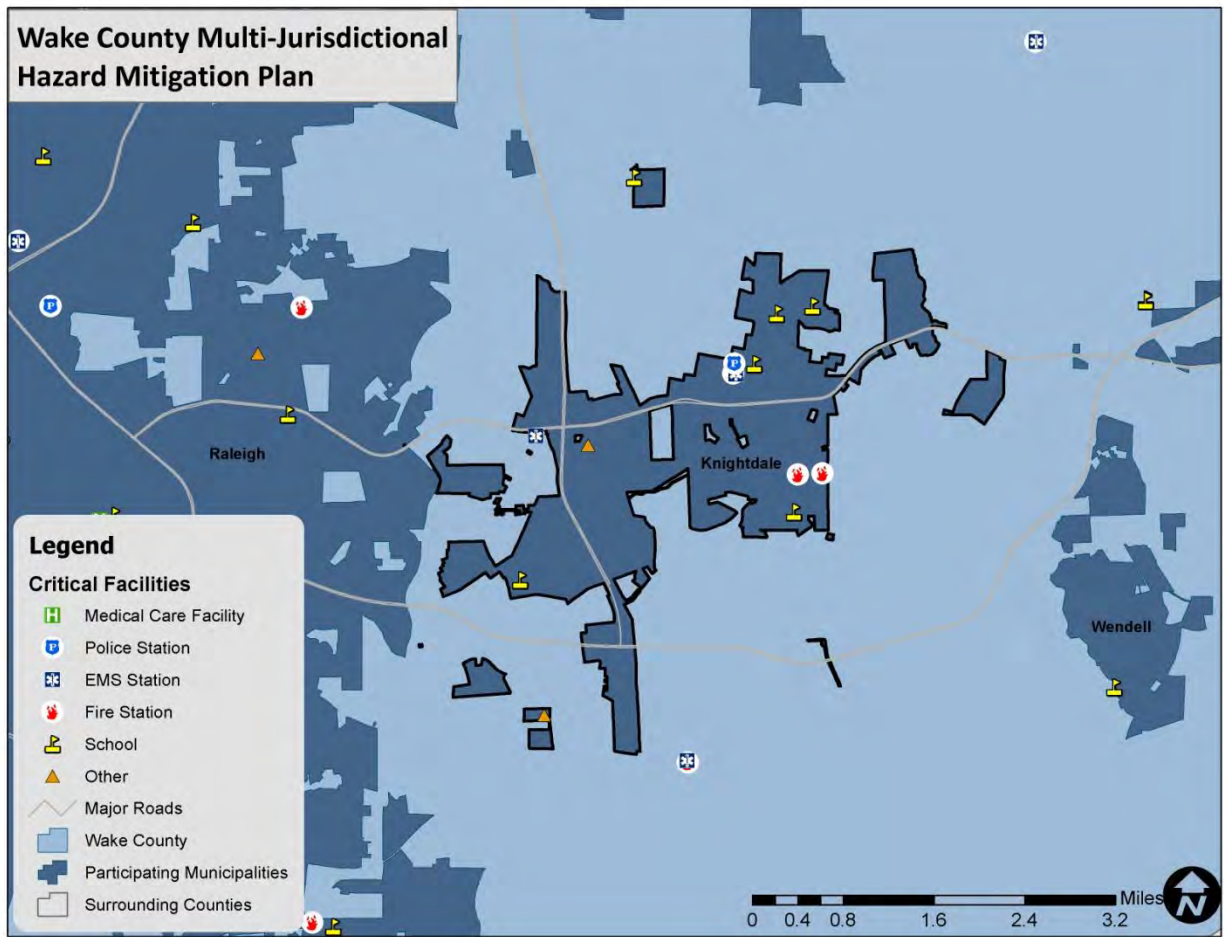 Wake County Multi-Jurisdictional
Hazard Mitigation Plan
Raleigh
Knightdale
Wendell
Legend
Critical Facilities
H Medical Care Facility
P Police Station
EMS Station
Fire Station
School
Other
Major Roads
Wake County
Participating Municipalities
Surrounding Counties
Miles
0 0.4 0.8 1.6 2.4 3.2
N